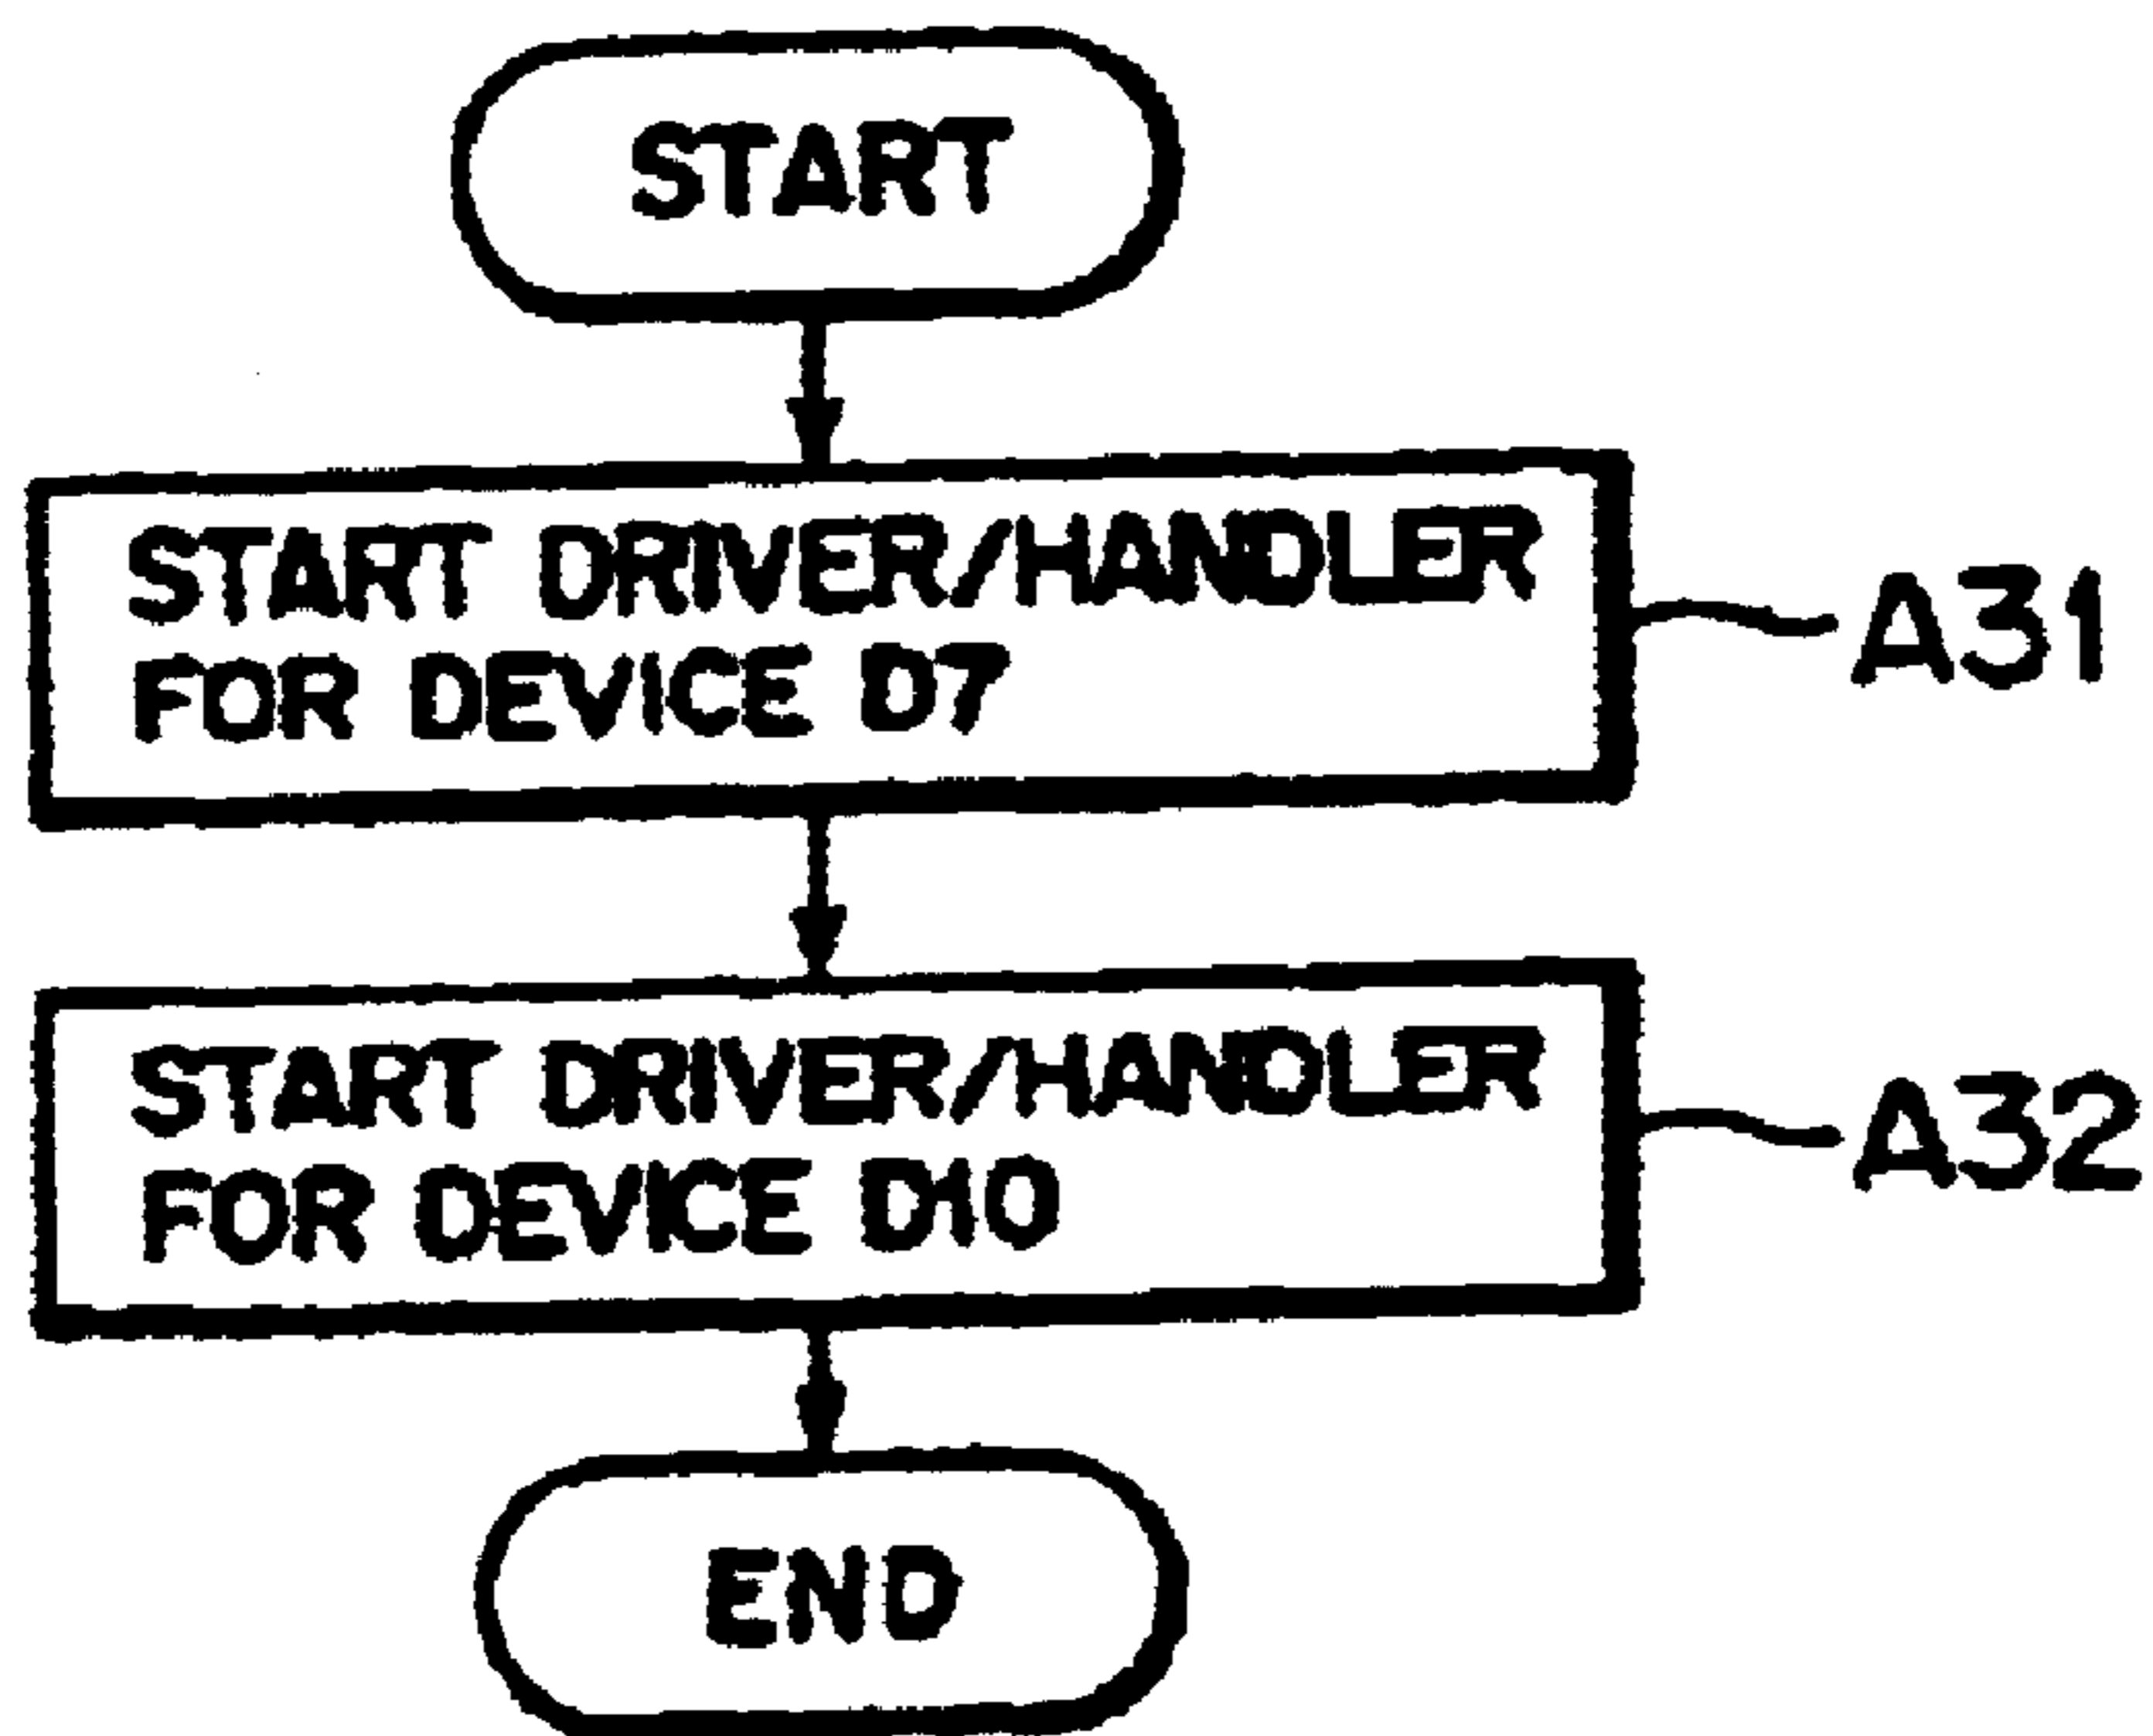 START
START DRIVER/HANDLER
FOR DEVICE D7
A31
START DRIVER/HANDLER
FOR DEVICE D10
A32
END